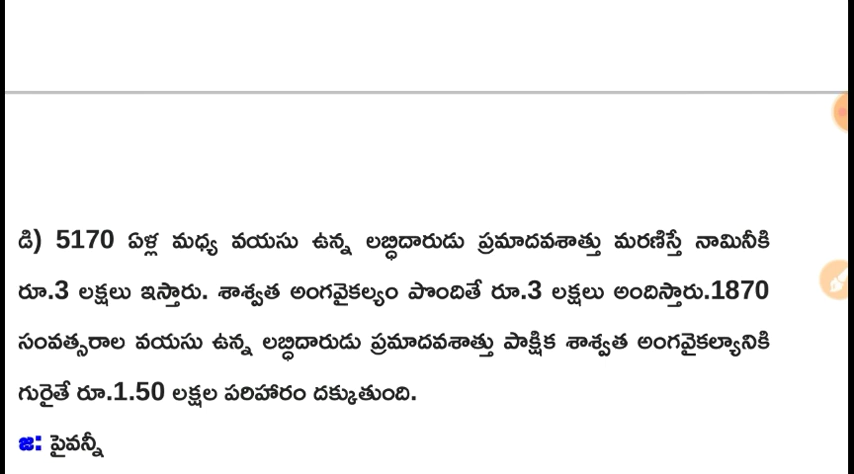 డి) 5170 ఏళ్ల మధ్య వయసు ఉన్న లబ్ధిదారుడు ప్రమాదవశాత్తు మరణిస్తే నామినీకి
రూ.3 లక్షలు ఇస్తారు. శాశ్వత అంగవైకల్యం పొందితే రూ.3 లక్షలు అందిస్తారు.1870
సంవత్సరాల వయసు ఉన్న లబ్ధిదారుడు ప్రమాదవశాత్తు పాక్షిక శాశ్వత అంగవైకల్యానికి
గురైతే రూ.1.50 లక్షల పరిహారం దక్కుతుంది.
జ: పైవన్నీ